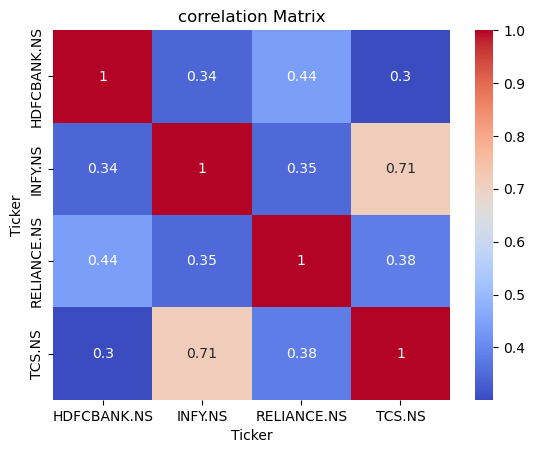 correlation Matrix
HDFCBANK.NS
INFY.NS
RELIANCE.NS
TCS.NS
Ticker
1 0.34 0.44 0.3
0.34 1 0.35 0.71
0.44 0.35 1 0.38
0.3 0.71 0.38 1
HDFCBANK.NS INFY.NS RELIANCE.NS TCS.NS
Ticker
1.0
0.9
0.8
0.7
0.6
0.5
0.4